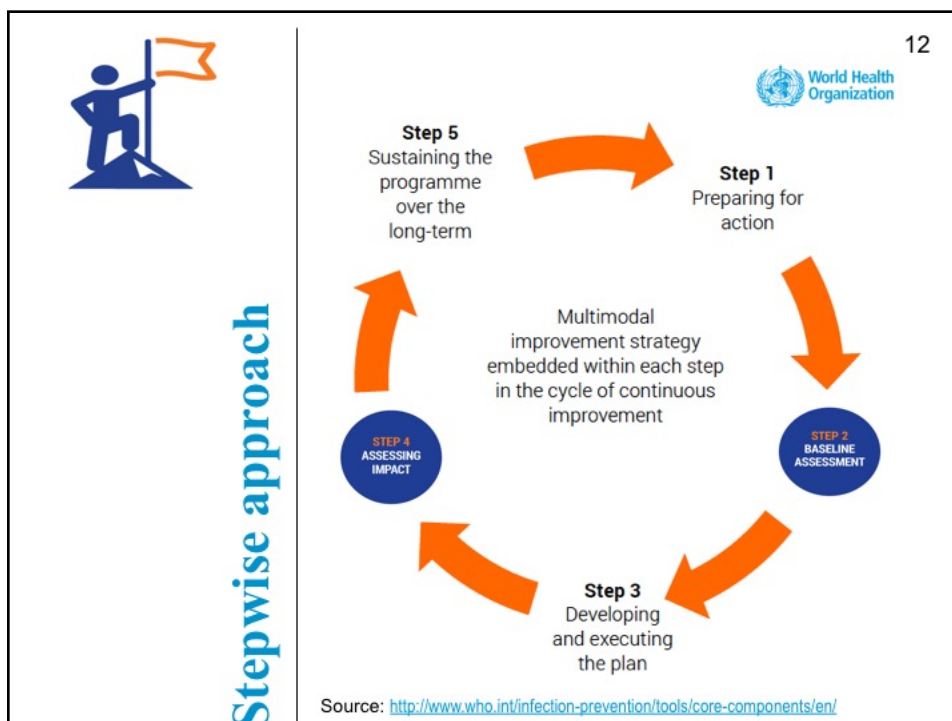 12
World Health
Organization
Stepwise approach
Step 5
Sustaining the
programme
over the
long-term
Step 1
Preparing for
action
Multimodal
improvement strategy
embedded within each step
in the cycle of continuous
improvement
STEP 4
ASSESSING
IMPACT
STEP 2
BASELINE
ASSESSMENT
Step 3
Developing
and executing
the plan
Source: http://www.who.int/infection-prevention/tools/core-components/en/